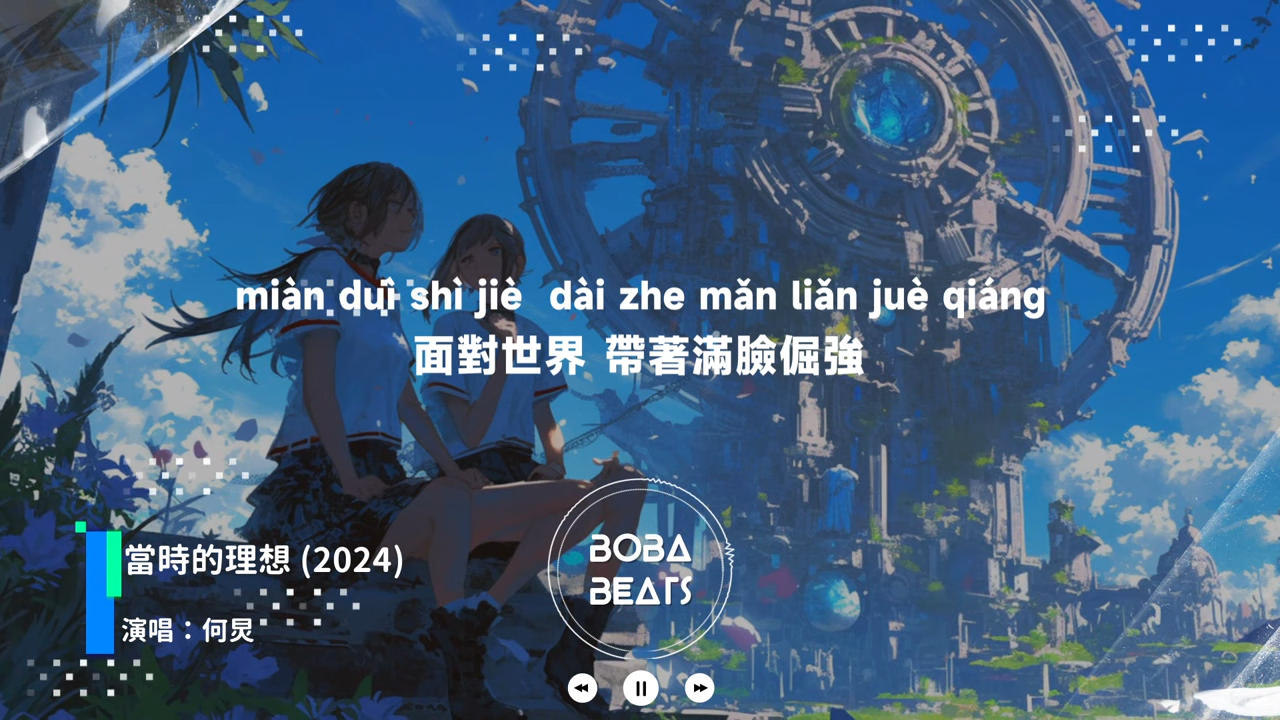 miàn duì shì jiè  dài zhe mǎn liǎn juè qiáng
面對世界 帶著滿臉倔強
當時的理想 (2024)
演唱：何炅
BOBA
BEATS